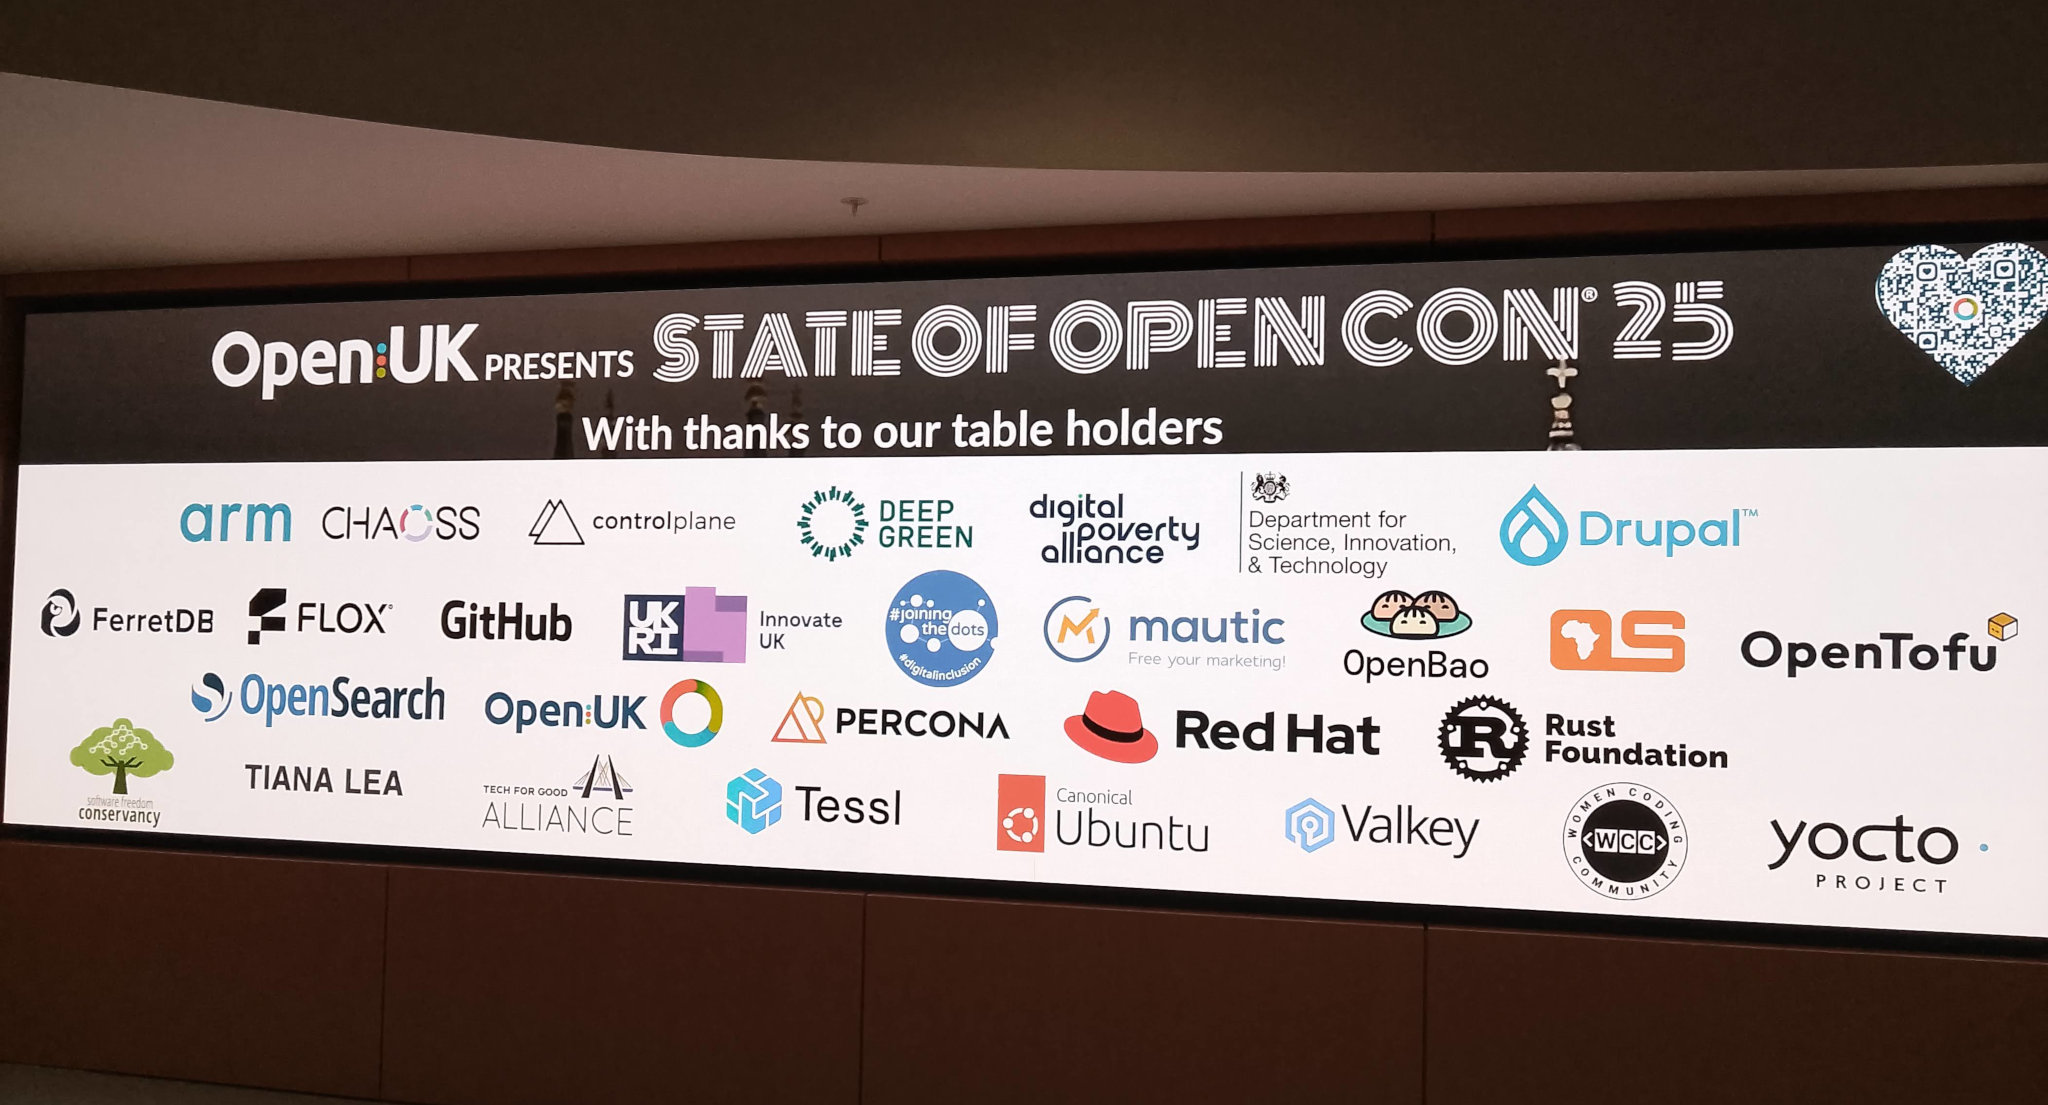 Open:UK PRESENTS STATE OF OPEN CON® 25
With thanks to our table holders
arm
CHAOSS
controlplane
DEEP
GREEN
digital
poverty
alliance
Department for
Science, Innovation,
& Technology
Drupal™
FerretDB
FLOX
GitHub
UK
RI
Innovate
UK
#joining
the dots
#digitalinclusion
mautic
Free your marketing!
OpenBao
OS
OpenTofu
OpenSearch
Open:UK
PERCONA
Red Hat
R
Rust
Foundation
software freedom
conservancy
TIANA LEA
TECH FOR GOOD
ALLIANCE
Tessl
Canonical
Ubuntu
Valkey
WOMEN CODING
<WCC>
COMMUNITY
yocto
PROJECT